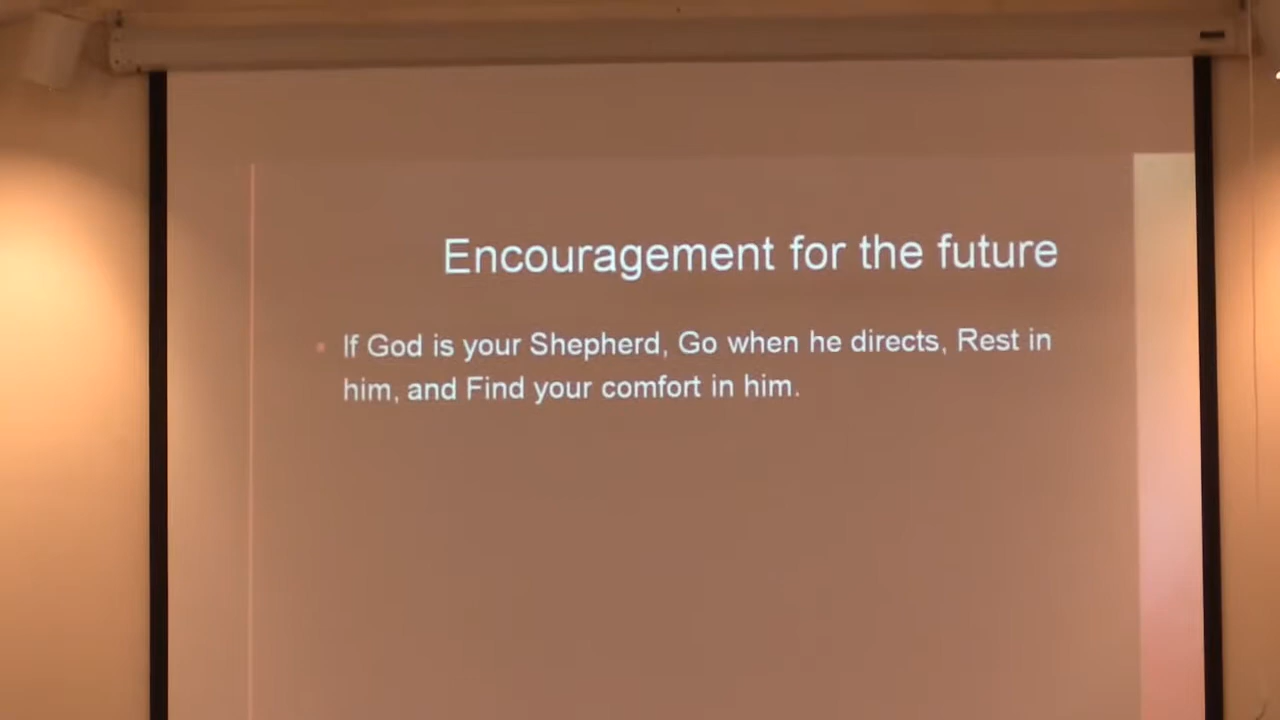 Encouragement for the future
• If God is your Shepherd, Go when he directs, Rest in
him, and Find your comfort in him.